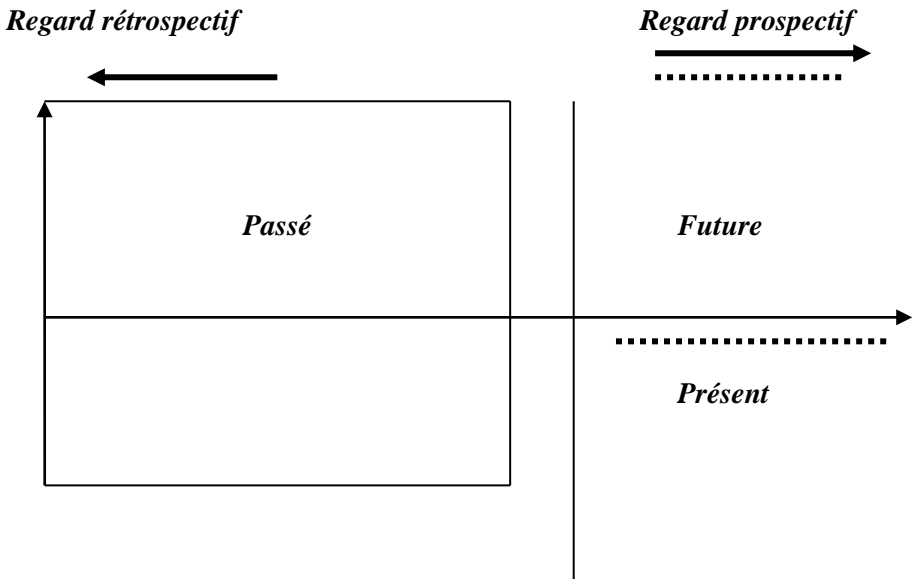 Regard rétrospectif
Regard prospectif
Passé
Future
Présent